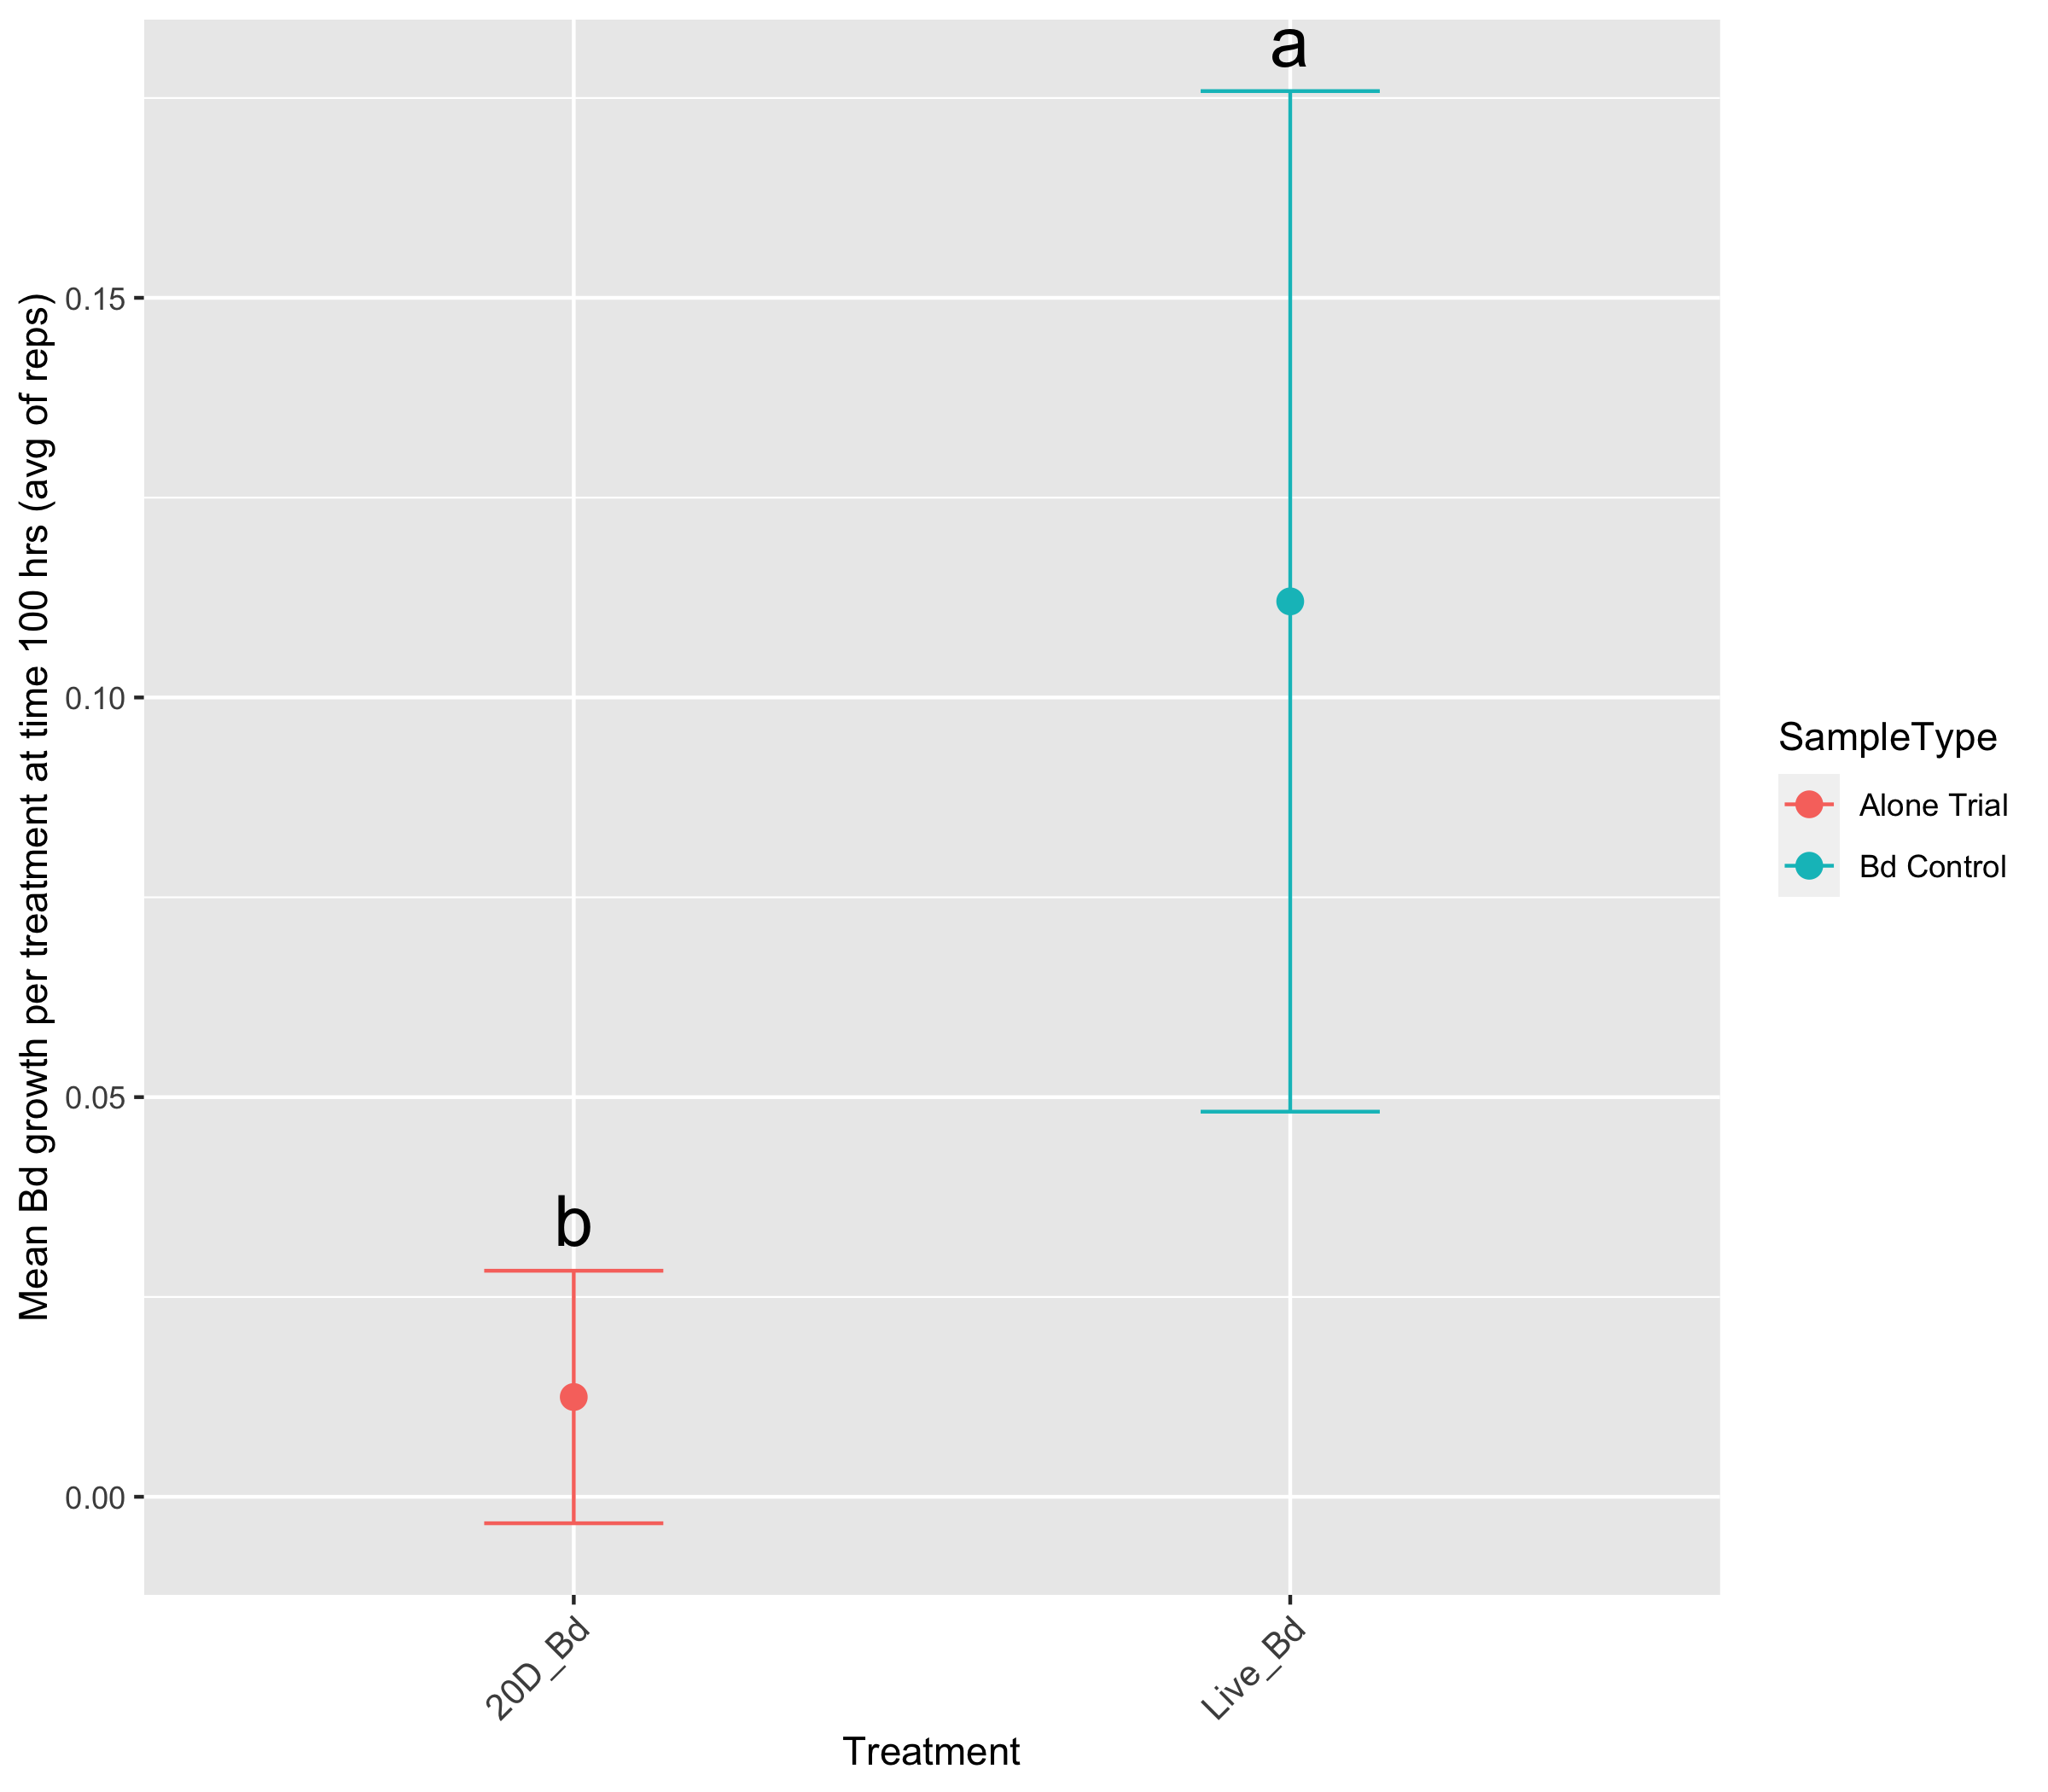 a
b
0.15
0.10
0.05
0.00
Mean Bd growth per treatment at time 100 hrs (avg of reps)
20D_Bd
Live_Bd
Treatment
SampleType
Alone Trial
Bd Control